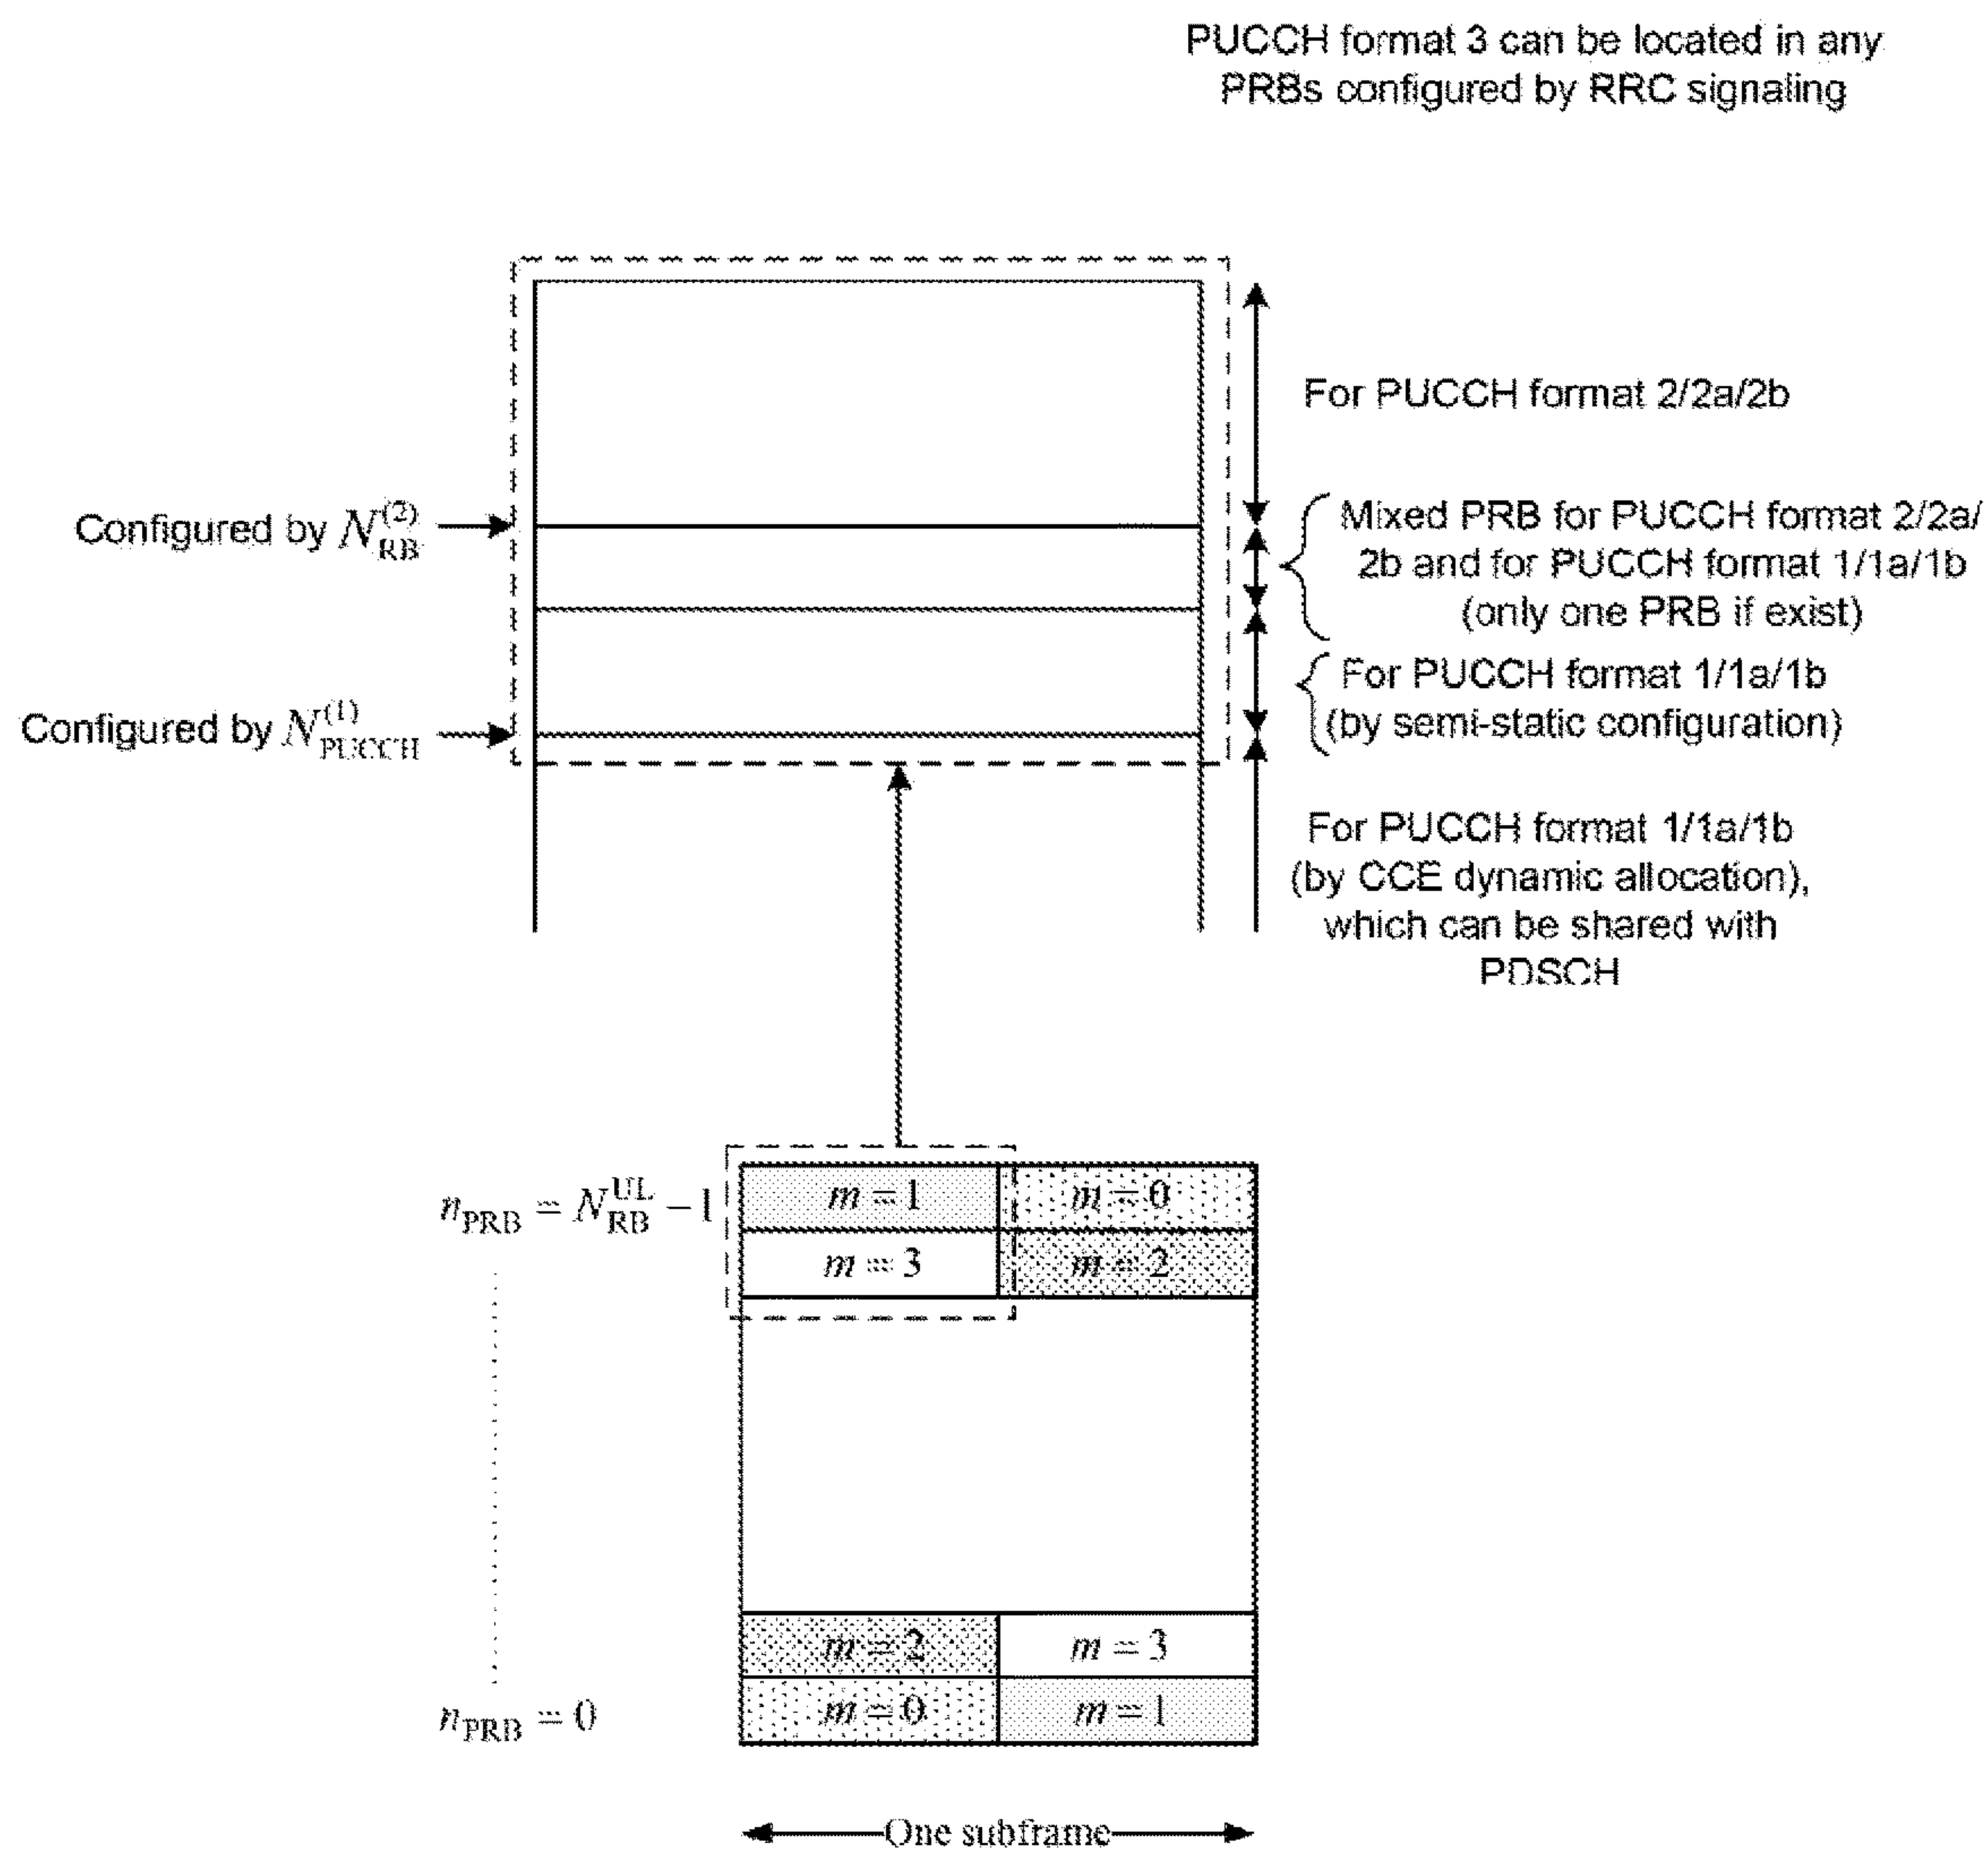 PUCCH format 3 can be located in any
PRBs configured by RRC signaling
For PUCCH format 2/2a/2b
Configured by N_RB^(2)
Mixed PRB for PUCCH format 2/2a/
2b and for PUCCH format 1/1a/1b
(only one PRB if exist)
For PUCCH format 1/1a/1b
(by semi-static configuration)
Configured by N_PUCCH^(1)
For PUCCH format 1/1a/1b
(by CCE dynamic allocation),
which can be shared with
PDSCH
n_PRB = N_RB^UL − 1
m = 1
m = 0
m = 3
m = 2
m = 2
m = 3
n_PRB = 0
m = 0
m = 1
One subframe